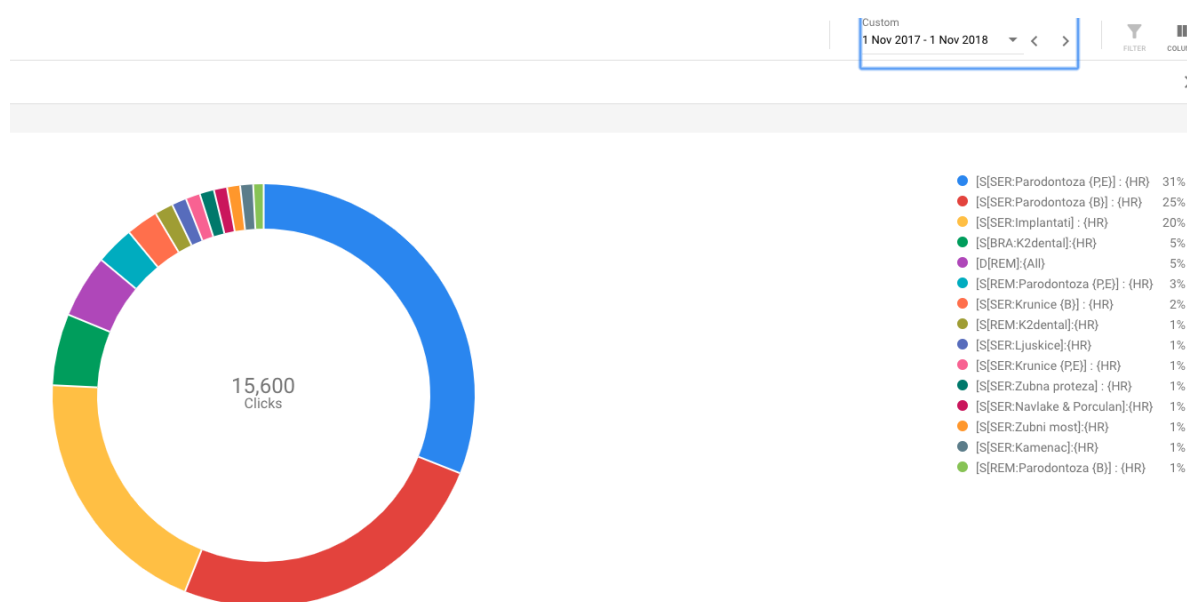 Custom
1 Nov 2017 - 1 Nov 2018
FILTER
15,600
Clicks
[S[SER:Parodontoza {P,E}] : {HR} 31%
[S[SER:Parodontoza {B}] : {HR} 25%
[S[SER:Implantati] : {HR} 20%
[S[BRA:K2dental]:{HR} 5%
[D[REM]:{All} 5%
[S[REM:Parodontoza {P,E}] : {HR} 3%
[S[SER:Krunice {B}] : {HR} 2%
[S[REM:K2dental]:{HR} 1%
[S[SER:Ljuskice]:{HR} 1%
[S[SER:Krunice {P,E}] : {HR} 1%
[S[SER:Zubna proteza] : {HR} 1%
[S[SER:Navlake & Porculan]:{HR} 1%
[S[SER:Zubni most]:{HR} 1%
[S[SER:Kamenac]:{HR} 1%
[S[REM:Parodontoza {B}] : {HR} 1%